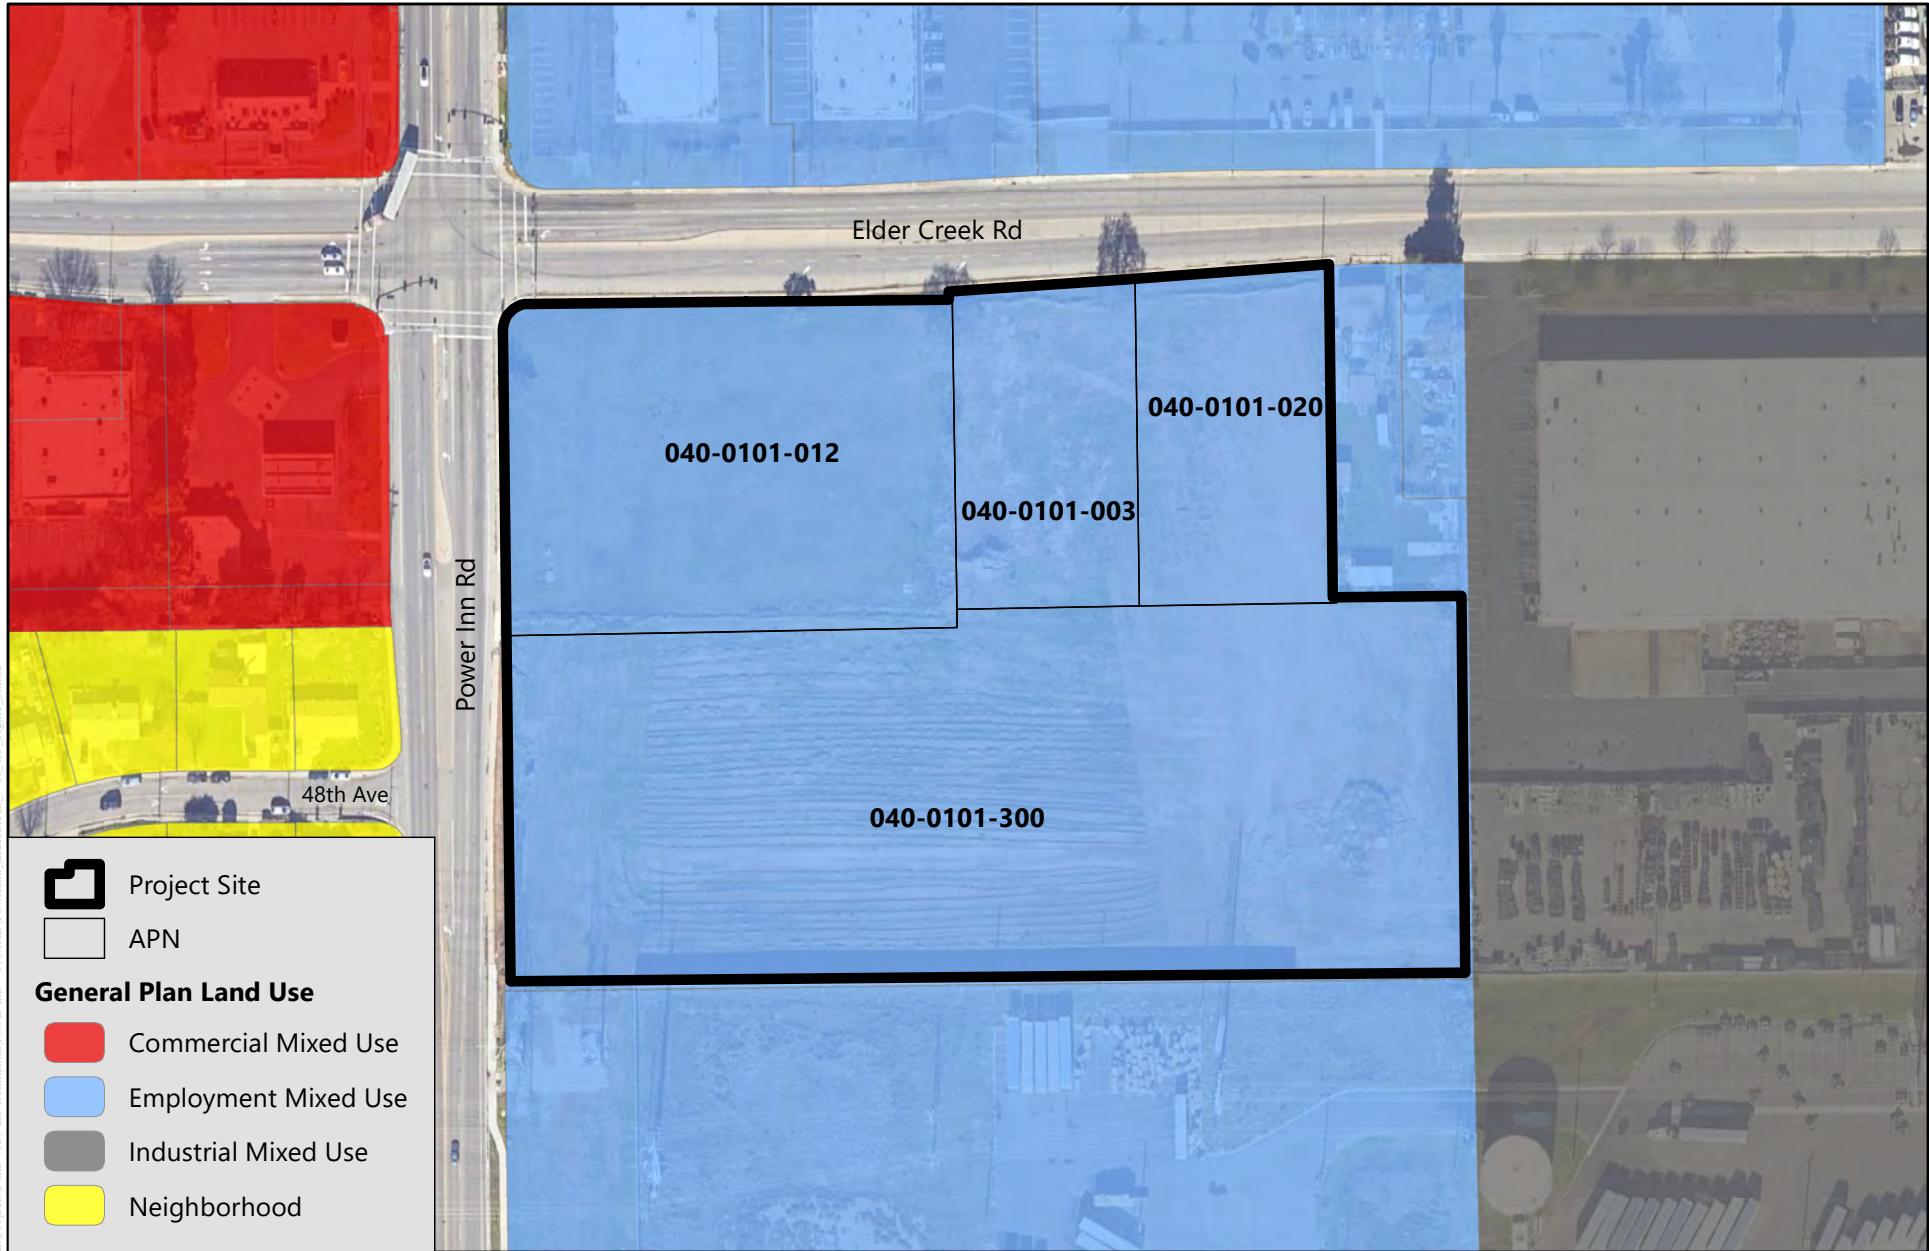 Elder Creek Rd
040-0101-020
040-0101-012
040-0101-003
Power Inn Rd
48th Ave
040-0101-300
Project Site
APN
General Plan Land Use
Commercial Mixed Use
Employment Mixed Use
Industrial Mixed Use
Neighborhood